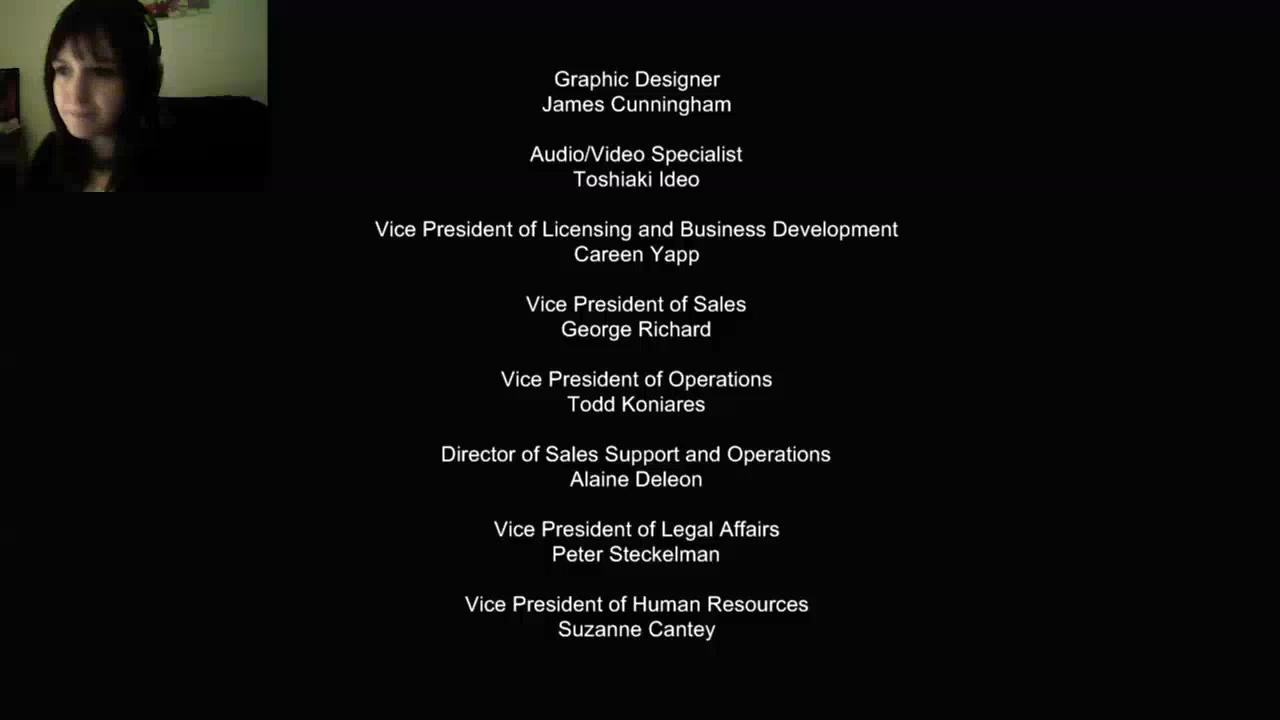 Graphic Designer
James Cunningham
Audio/Video Specialist
Toshiaki Ideo
Vice President of Licensing and Business Development
Careen Yapp
Vice President of Sales
George Richard
Vice President of Operations
Todd Koniares
Director of Sales Support and Operations
Alaine Deleon
Vice President of Legal Affairs
Peter Steckelman
Vice President of Human Resources
Suzanne Cantey